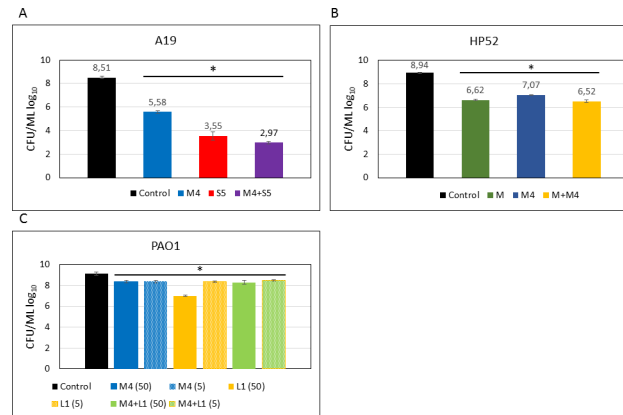 A
A19
CFU/ML log10
10
8
6
4
2
0
8,51
5,58
3,55
2,97
*
Control M4 S5 M4+S5
B
HP52
CFU/ML log10
10
8
6
4
2
0
8,94
6,62
7,07
6,52
*
Control M M4 M+M4
C
PAO1
CFU/ML log10
10
8
6
4
2
0
*
Control M4 (50) M4 (5) L1 (50)
L1 (5) M4+L1 (50) M4+L1 (5)